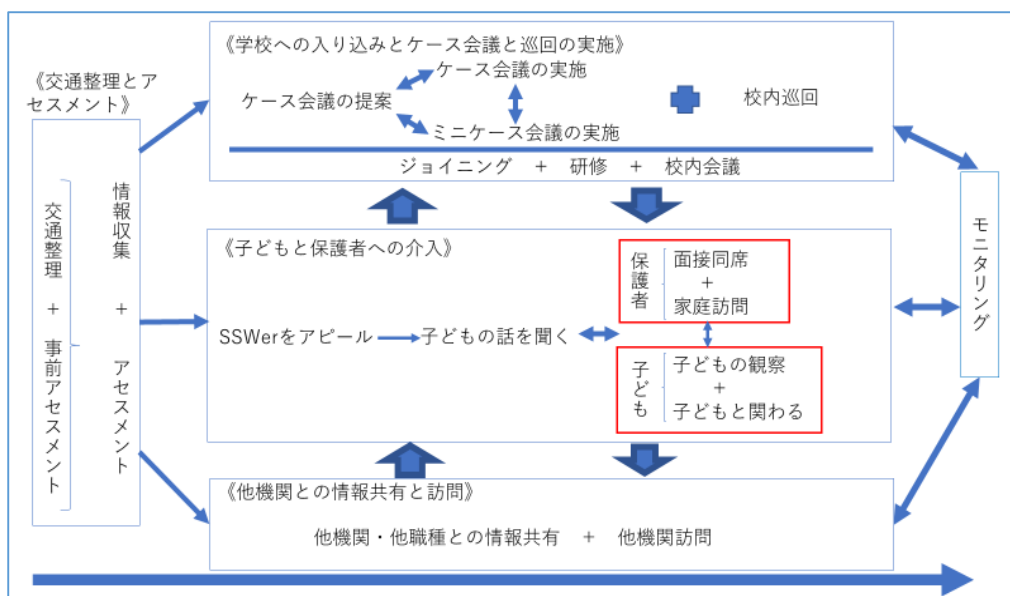 《交通整理とア
セスメント》
交通整理 + 事前アセスメント
情報収集 + アセスメント
《学校への入り込みとケース会議と巡回の実施》
ケース会議の実施
ケース会議の提案
ミニケース会議の実施
校内巡回
ジョイニング + 研修 + 校内会議
《子どもと保護者への介入》
SSWerをアピール
子どもの話を聞く
保護者
面接同席
+
家庭訪問
子ども
子どもの観察
+
子どもと関わる
《他機関との情報共有と訪問》
他機関・他職種との情報共有 + 他機関訪問
モニタリング